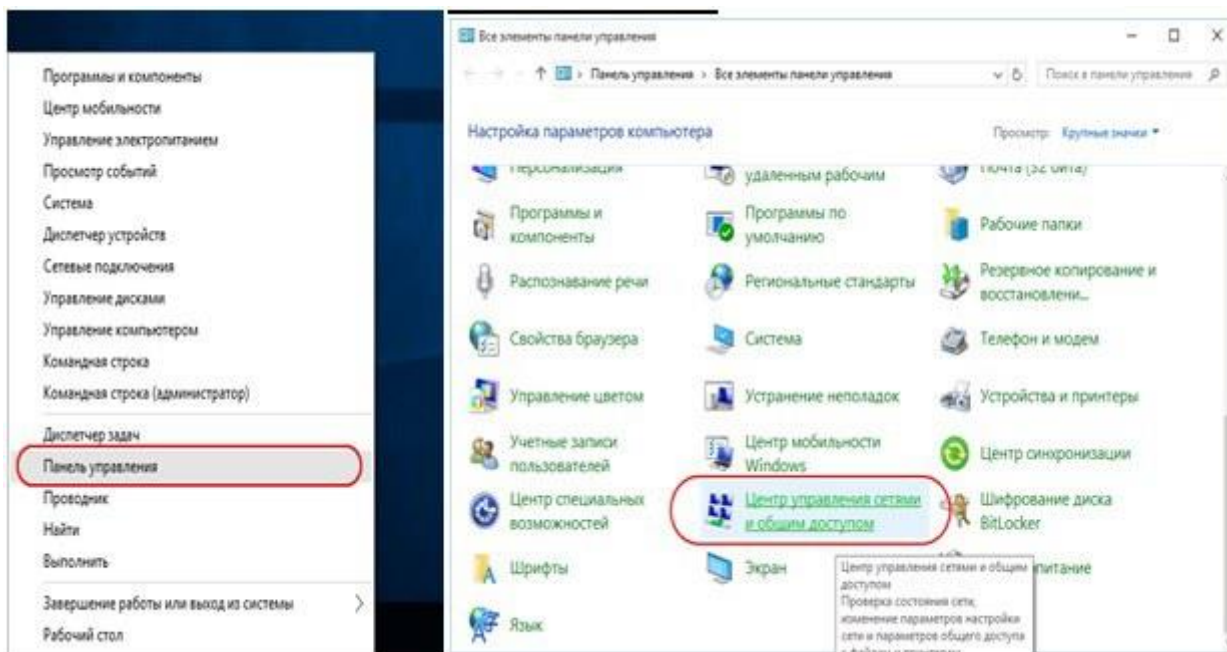 Программы и компоненты
Центр мобильности
Управление электропитанием
Просмотр событий
Система
Диспетчер устройств
Сетевые подключения
Управление дисками
Управление компьютером
Командная строка
Командная строка (администратор)
Диспетчер задач
Панель управления
Проводник
Найти
Выполнить
Завершение работы или выход из системы
Рабочий стол
Все элементы панели управления
Панель управления > Все элементы панели управления
Поиск в панели управления
Настройка параметров компьютера
Просмотр: Крупные значки
Персонализация
удаленным рабочим
Почта (32 бита)
Программы и
компоненты
Программы по
умолчанию
Рабочие папки
Распознавание речи
Региональные стандарты
Резервное копирование и
восстановлени...
Свойства браузера
Система
Телефон и модем
Управление цветом
Устранение неполадок
Устройства и принтеры
Учетные записи
пользователей
Центр мобильности
Windows
Центр синхронизации
Центр специальных
возможностей
Центр управления сетями
и общим доступом
Шифрование диска
BitLocker
Шрифты
Экран
питание
Язык
Центр управления сетями и общим
доступом
Проверка состояния сети,
изменение параметров настройки
сети и параметров общего доступа